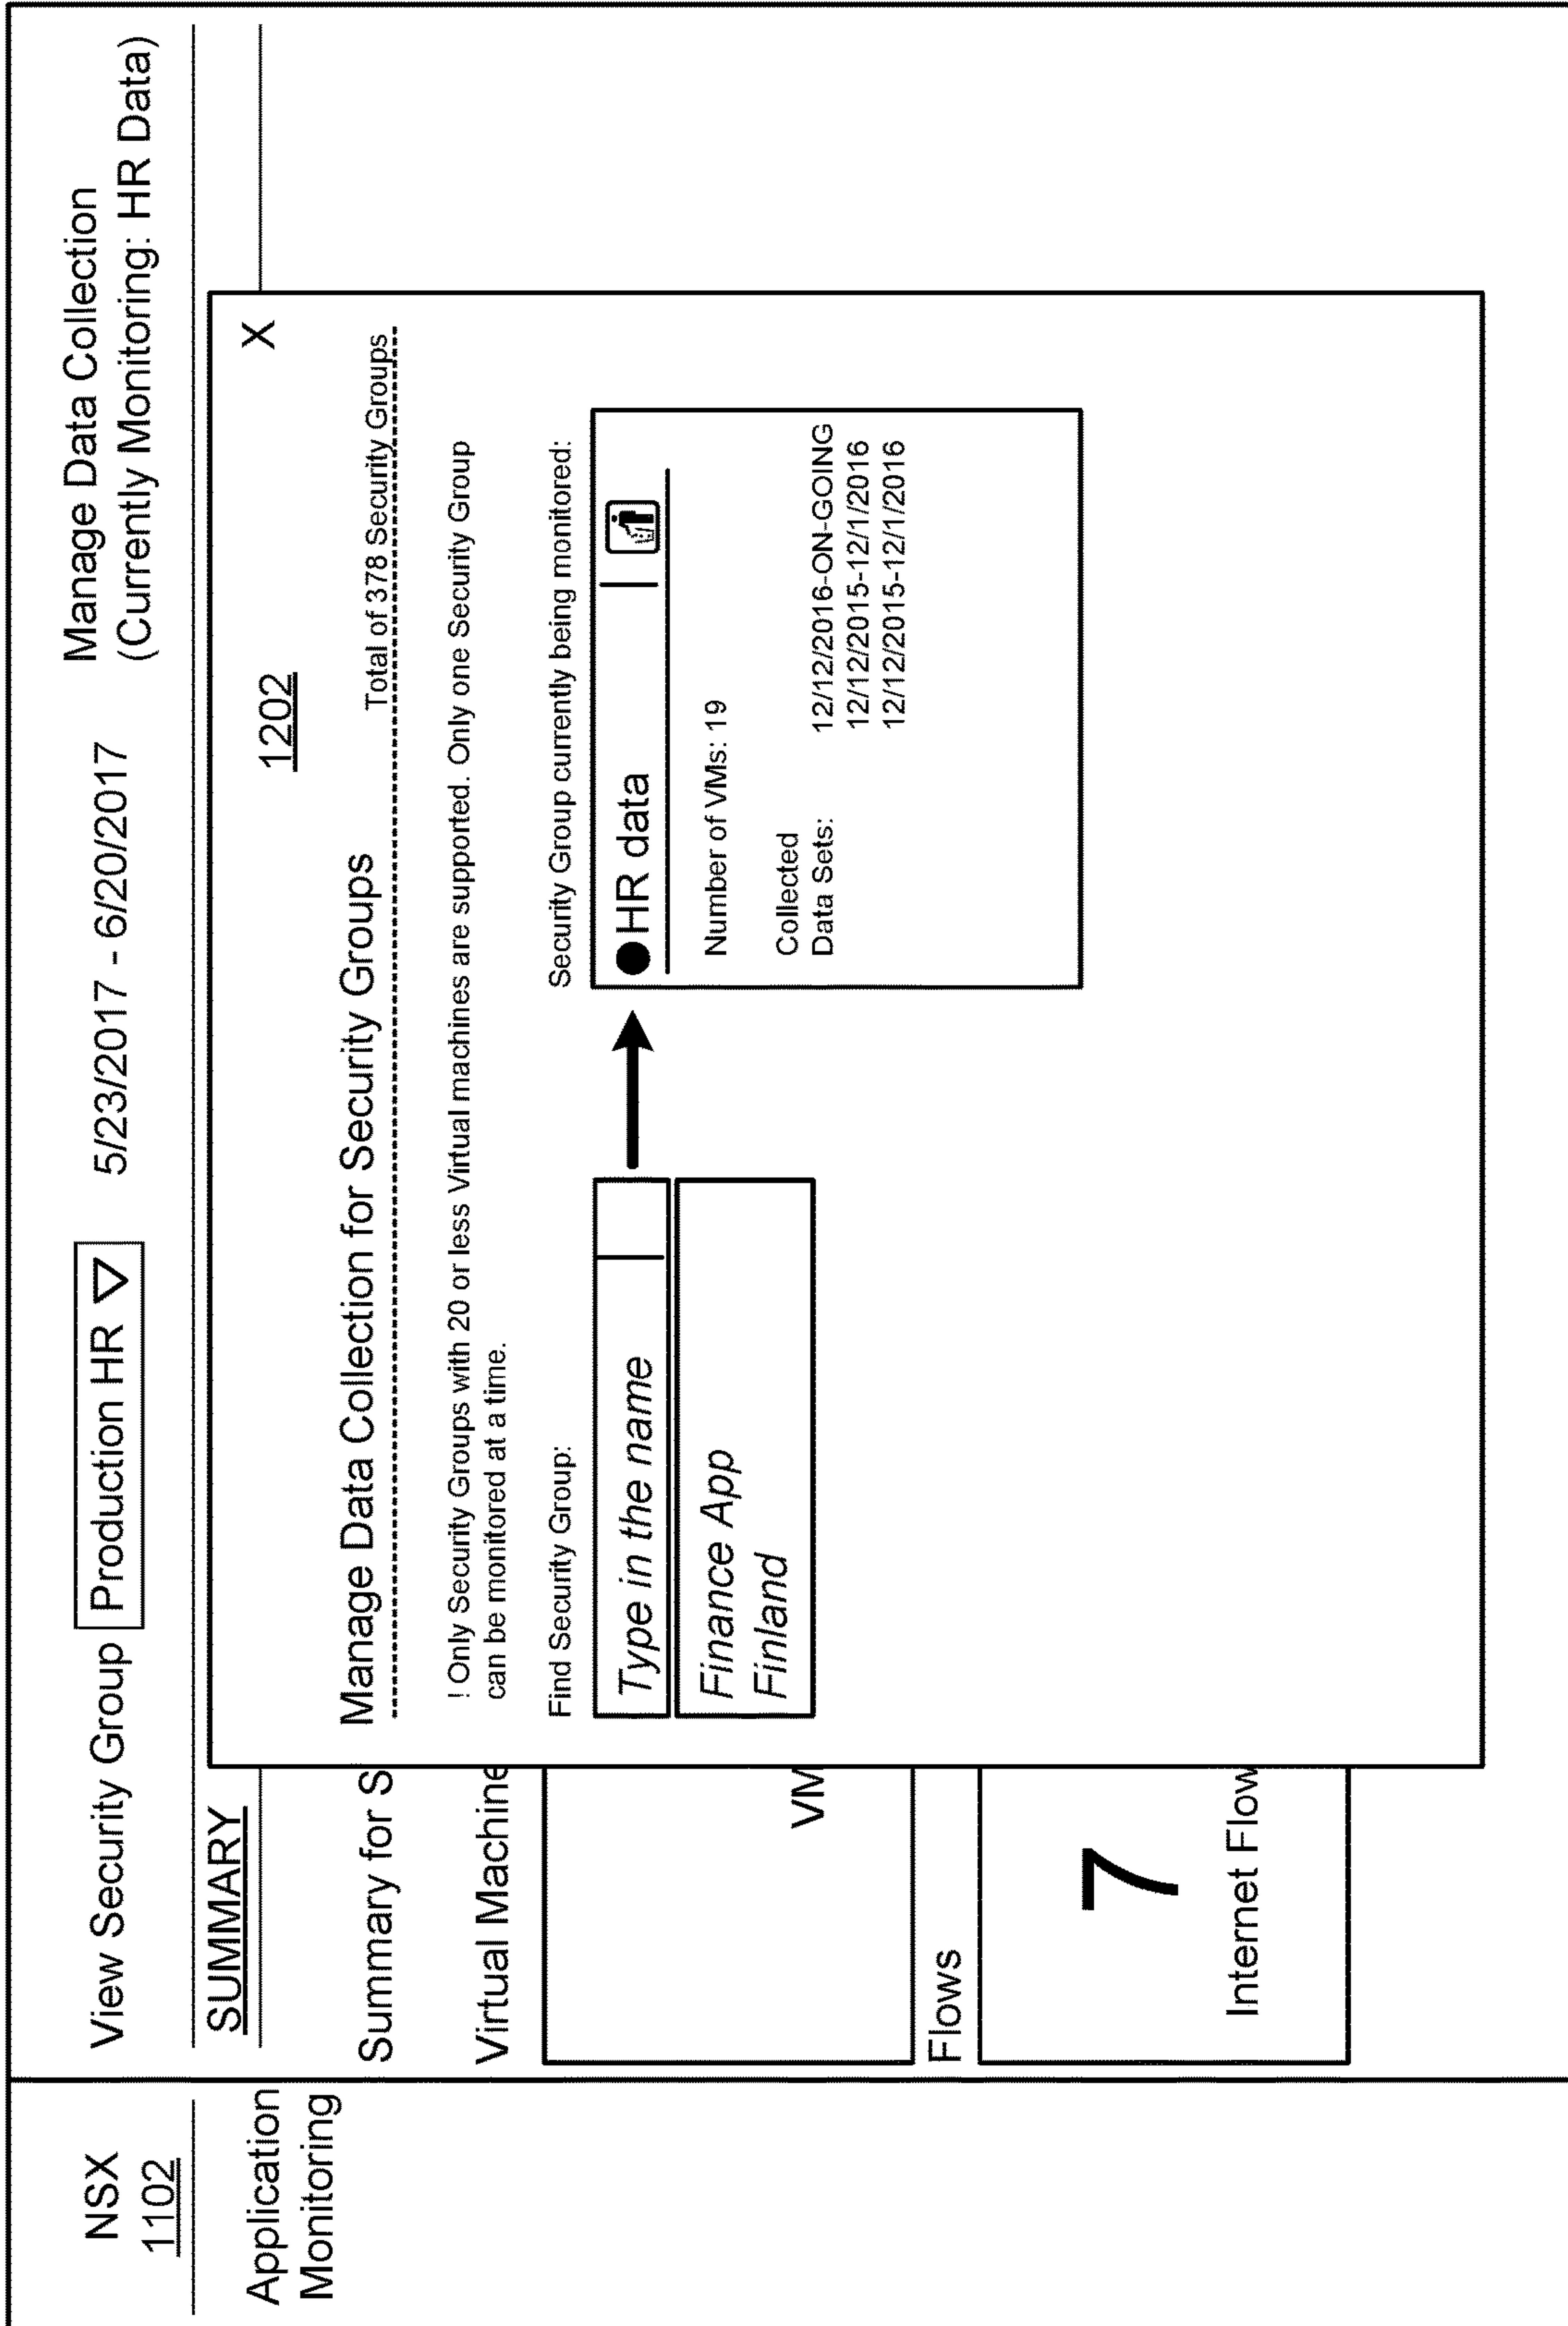 NSX
1102
Application
Monitoring
View Security Group Production HR 5/23/2017 - 6/20/2017
Manage Data Collection
(Currently Monitoring: HR Data)
SUMMARY
Summary for S
Virtual Machine
VM
Flows
7
Internet Flow
X
1202
Manage Data Collection for Security Groups
Total of 378 Security Groups
! Only Security Groups with 20 or less Virtual machines are supported. Only one Security Group
can be monitored at a time.
Find Security Group:
Type in the name
Finance App
Finland
Security Group currently being monitored:
HR data
Number of VMs: 19
Collected
Data Sets:
12/12/2016-ON-GOING
12/12/2015-12/1/2016
12/12/2015-12/1/2016